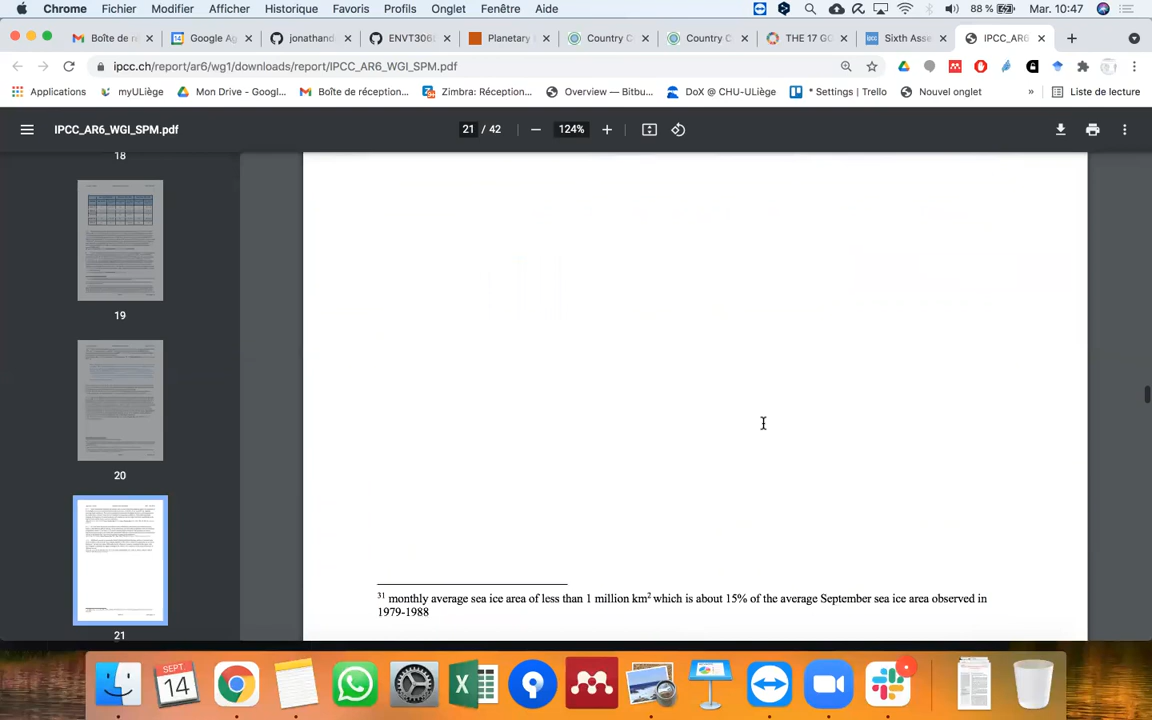 Chrome Fichier Modifier Afficher Historique Favoris Profils Onglet Fenêtre Aide 88 % Mar. 10:47
Boîte de r Google Ag jonathand ENVT306 Planetary Country C Country C THE 17 GO Sixth Asse IPCC_AR6
ipcc.ch/report/ar6/wg1/downloads/report/IPCC_AR6_WGI_SPM.pdf
Applications myULiège Mon Drive - Googl... Boîte de réception... Zimbra: Réception... Overview — Bitbu... DoX @ CHU-ULiège * Settings | Trello Nouvel onglet » Liste de lecture
IPCC_AR6_WGI_SPM.pdf 21 / 42 124%
18
19
20
21
31 monthly average sea ice area of less than 1 million km2 which is about 15% of the average September sea ice area observed in
1979-1988
SEPT.
14